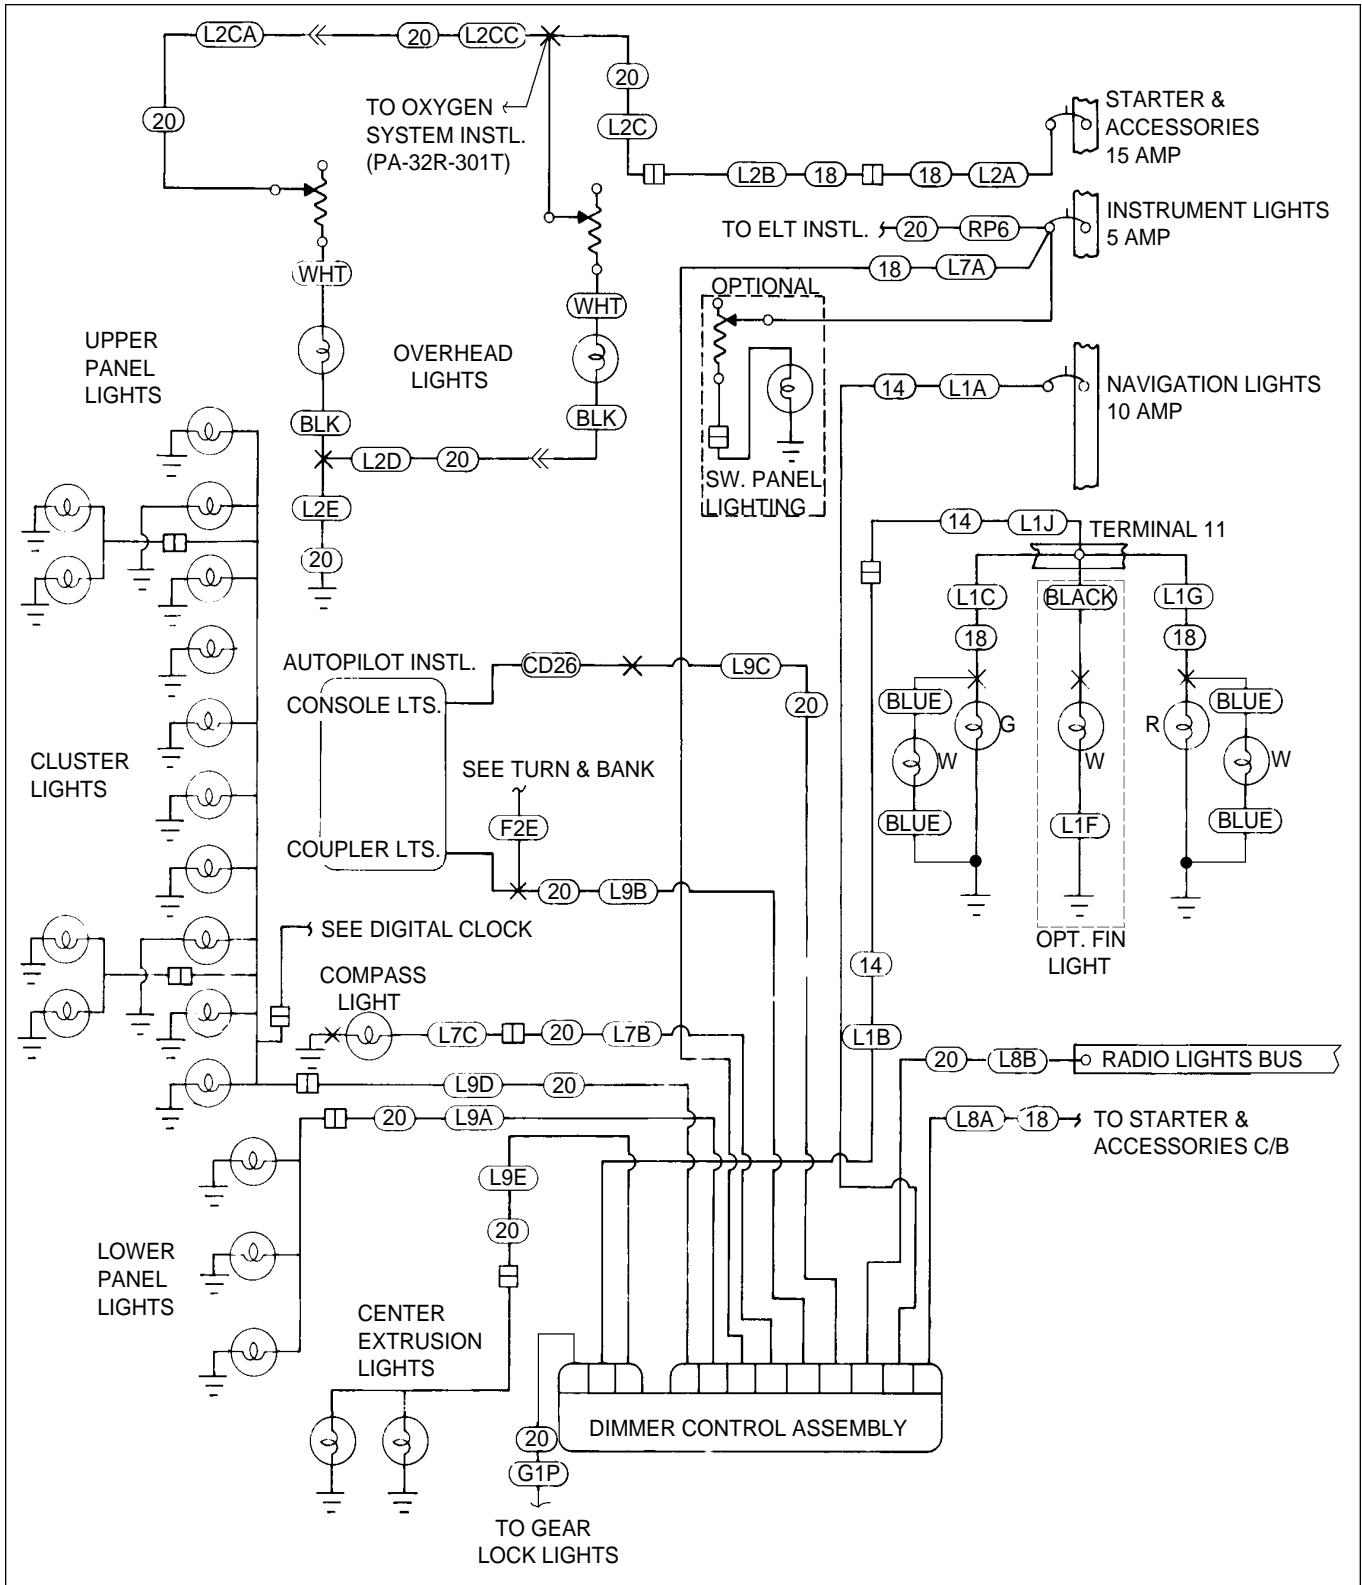 L2CA
20
L2CC
20
20
TO OXYGEN
SYSTEM INSTL.
(PA-32R-301T)
L2C
STARTER &
ACCESSORIES
15 AMP
L2B
18
18
L2A
INSTRUMENT LIGHTS
5 AMP
TO ELT INSTL.
20
RP6
18
L7A
WHT
WHT
OPTIONAL
UPPER
PANEL
LIGHTS
OVERHEAD
LIGHTS
14
L1A
NAVIGATION LIGHTS
10 AMP
BLK
BLK
L2D
20
SW. PANEL
LIGHTING
L2E
20
14
L1J
TERMINAL 11
L1C
BLACK
L1G
18
18
AUTOPILOT INSTL.
CONSOLE LTS.
CD26
L9C
20
BLUE
G
R
BLUE
W
W
W
CLUSTER
LIGHTS
SEE TURN & BANK
F2E
BLUE
L1F
BLUE
COUPLER LTS.
20
L9B
SEE DIGITAL CLOCK
OPT. FIN
LIGHT
14
COMPASS
LIGHT
L7C
20
L7B
L1B
20
L8B
RADIO LIGHTS BUS
L9D
20
20
L9A
L8A
18
TO STARTER &
ACCESSORIES C/B
L9E
20
LOWER
PANEL
LIGHTS
CENTER
EXTRUSION
LIGHTS
DIMMER CONTROL ASSEMBLY
20
G1P
TO GEAR
LOCK LIGHTS